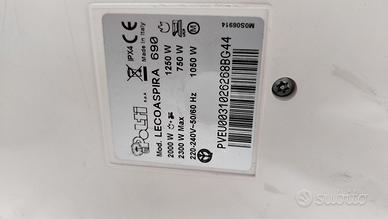 Polti S.p.A.
Mod. LECOASPIRA 690
2000 W
2300 W Max
220-240V~50/60 Hz
IPX4
Made in Italy
1250 W
750 W
1050 W
PVEU0031026268BG44
M0S06914
subito